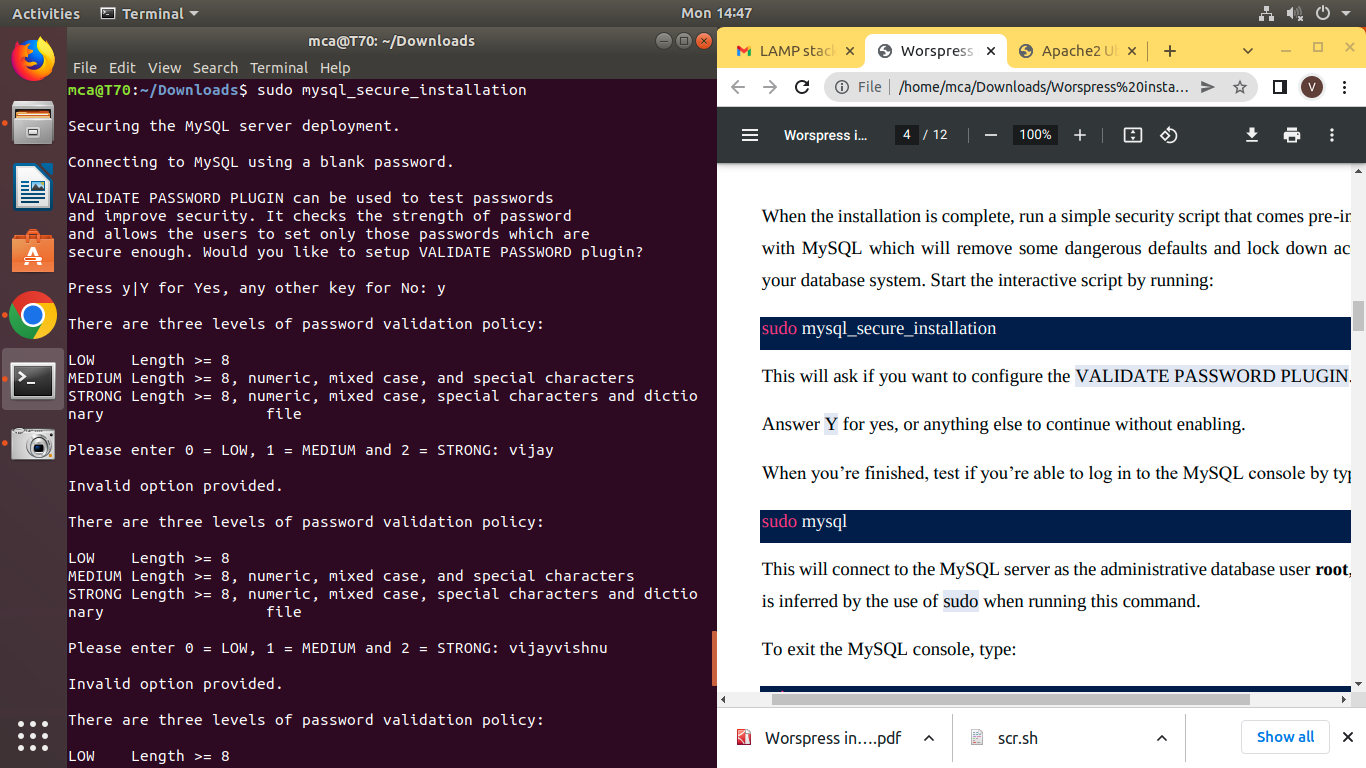 Activities Terminal Mon 14:47
mca@T70: ~/Downloads
File Edit View Search Terminal Help
mca@T70:~/Downloads$ sudo mysql_secure_installation
Securing the MySQL server deployment.
Connecting to MySQL using a blank password.
VALIDATE PASSWORD PLUGIN can be used to test passwords
and improve security. It checks the strength of password
and allows the users to set only those passwords which are
secure enough. Would you like to setup VALIDATE PASSWORD plugin?
Press y|Y for Yes, any other key for No: y
There are three levels of password validation policy:
LOW    Length >= 8
MEDIUM Length >= 8, numeric, mixed case, and special characters
STRONG Length >= 8, numeric, mixed case, special characters and dictio
nary                  file
Please enter 0 = LOW, 1 = MEDIUM and 2 = STRONG: vijay
Invalid option provided.
There are three levels of password validation policy:
LOW    Length >= 8
MEDIUM Length >= 8, numeric, mixed case, and special characters
STRONG Length >= 8, numeric, mixed case, special characters and dictio
nary                  file
Please enter 0 = LOW, 1 = MEDIUM and 2 = STRONG: vijayvishnu
Invalid option provided.
There are three levels of password validation policy:
LOW    Length >= 8
LAMP stac Worspress Apache2 U
File /home/mca/Downloads/Worspress%20insta... V
Worspress i... 4 / 12 100%
When the installation is complete, run a simple security script that comes pre-in
with MySQL which will remove some dangerous defaults and lock down ac
your database system. Start the interactive script by running:
sudo mysql_secure_installation
This will ask if you want to configure the VALIDATE PASSWORD PLUGIN.
Answer Y for yes, or anything else to continue without enabling.
When you’re finished, test if you’re able to log in to the MySQL console by typ
sudo mysql
This will connect to the MySQL server as the administrative database user root,
is inferred by the use of sudo when running this command.
To exit the MySQL console, type:
Worspress in....pdf scr.sh Show all